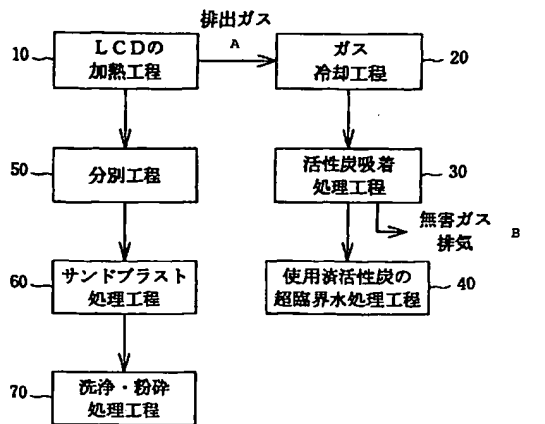 排出ガス
A
10
LCDの
加熱工程
ガス
冷却工程
20
50
分別工程
活性炭吸着
処理工程
30
無害ガス
排気
B
60
サンドブラスト
処理工程
使用済活性炭の
超臨界水処理工程
40
70
洗浄・粉砕
処理工程